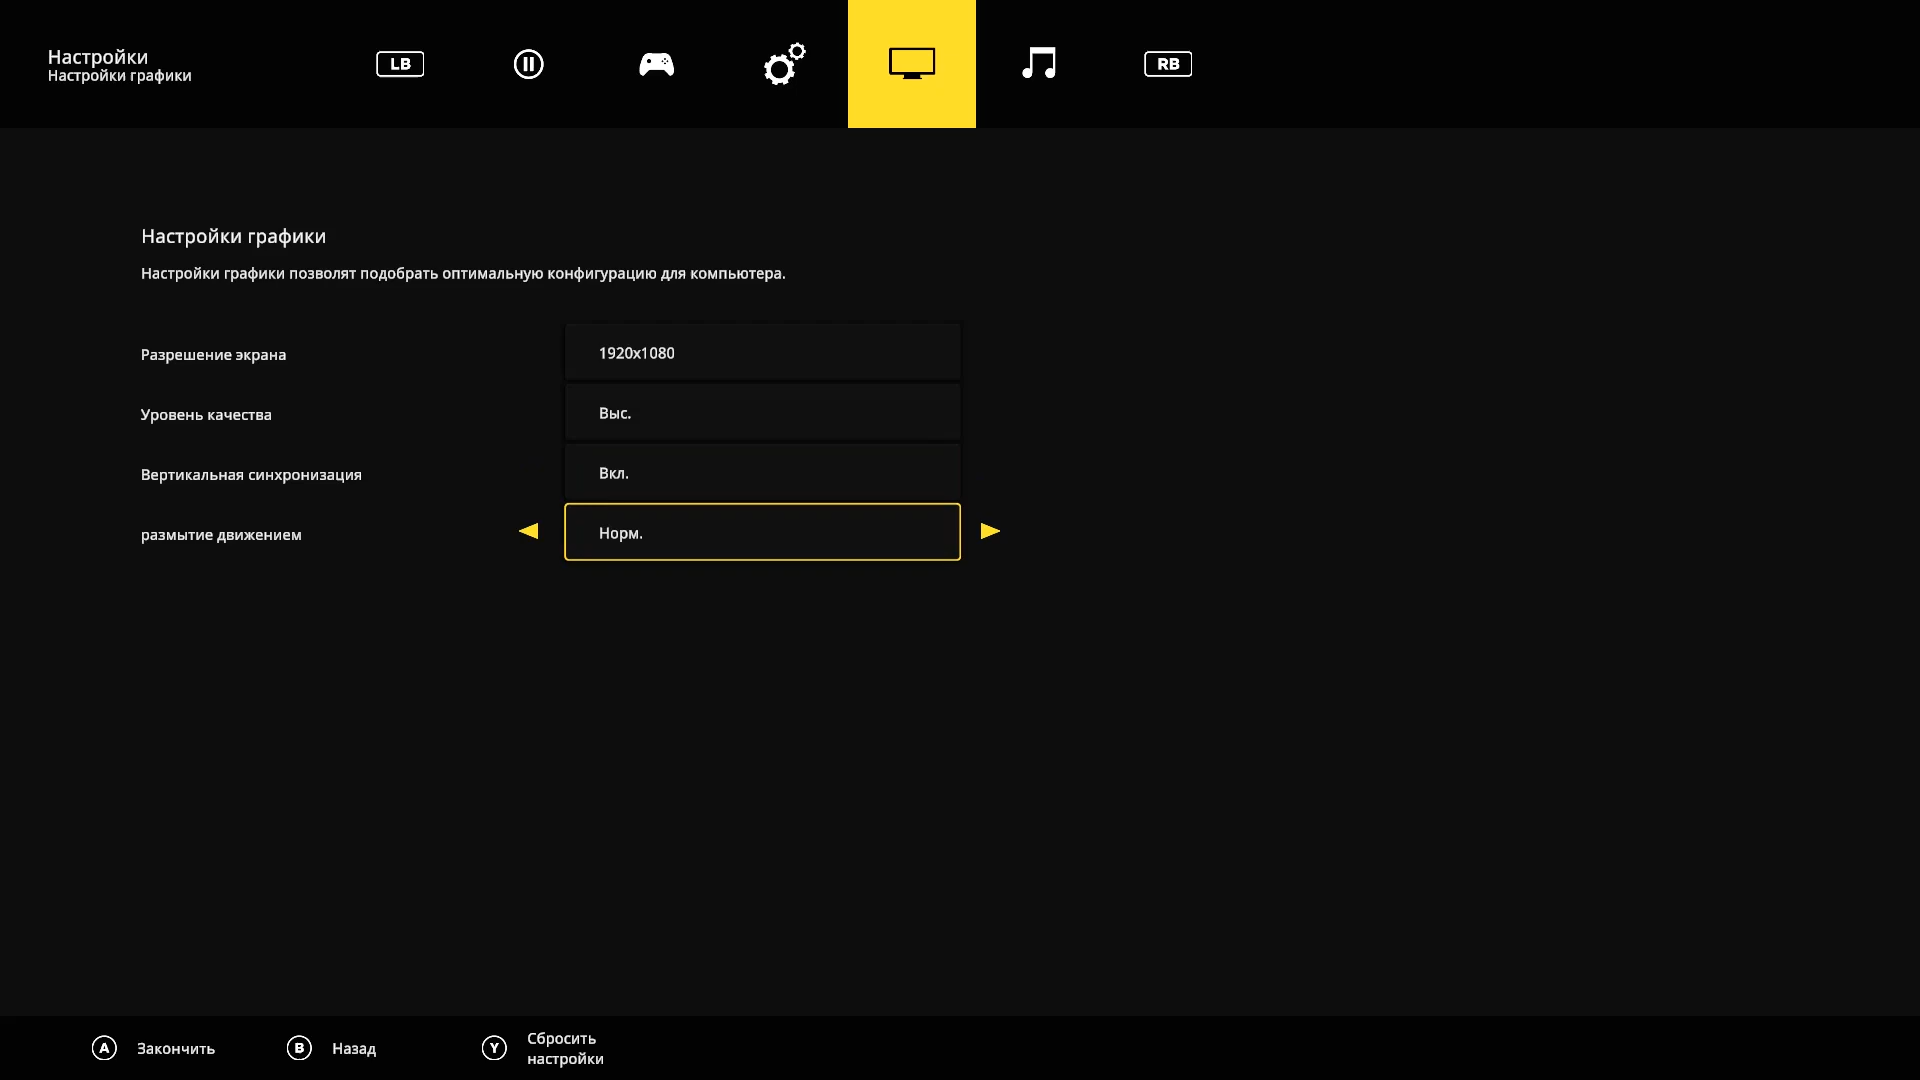 Настройки
Настройки графики
LB
RB
Настройки графики
Настройки графики позволят подобрать оптимальную конфигурацию для компьютера.
Разрешение экрана
1920x1080
Уровень качества
Выс.
Вертикальная синхронизация
Вкл.
размытие движением
Норм.
A Закончить
B Назад
Y Сбросить
настройки